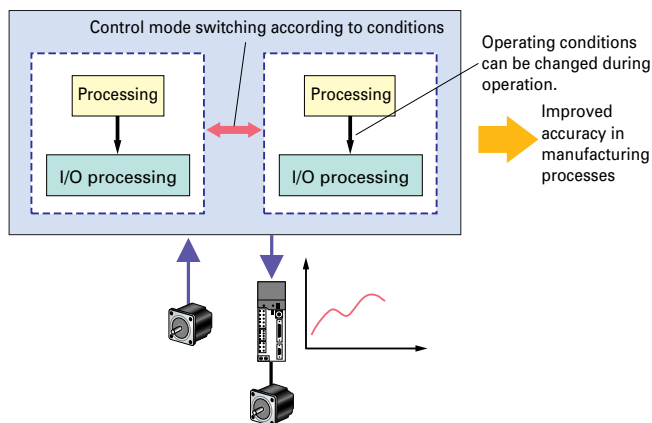 Control mode switching according to conditions
Operating conditions
can be changed during
operation.
Processing
Processing
Improved
accuracy in
manufacturing
processes
I/O processing
I/O processing